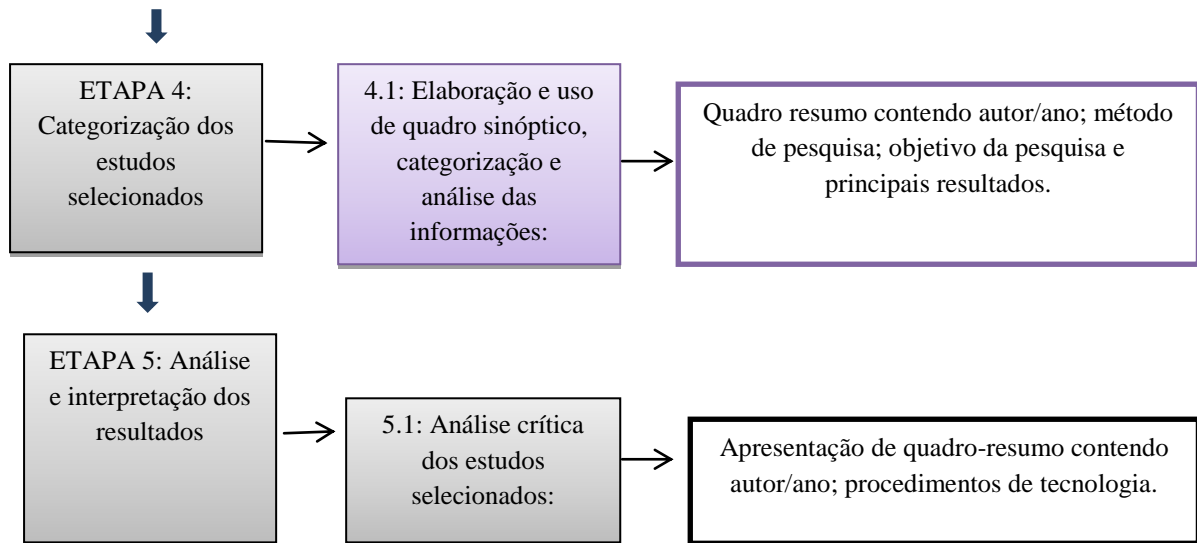 ETAPA 4:
Categorização dos
estudos
selecionados
4.1: Elaboração e uso
de quadro sinóptico,
categorização e
análise das
informações:
Quadro resumo contendo autor/ano; método
de pesquisa; objetivo da pesquisa e
principais resultados.
ETAPA 5: Análise
e interpretação dos
resultados
5.1: Análise crítica
dos estudos
selecionados:
Apresentação de quadro-resumo contendo
autor/ano; procedimentos de tecnologia.